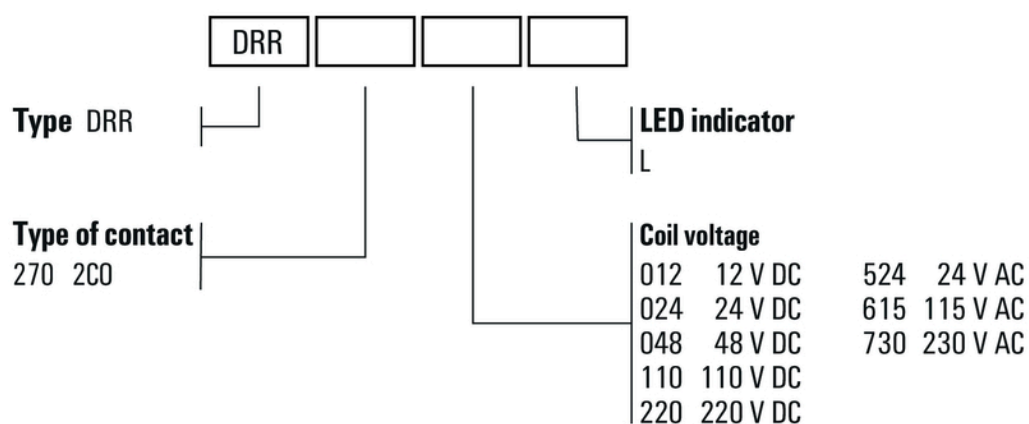 DRR
Type DRR
LED indicator
L
Type of contact
270 2CO
Coil voltage
012 12 V DC 524 24 V AC
024 24 V DC 615 115 V AC
048 48 V DC 730 230 V AC
110 110 V DC
220 220 V DC